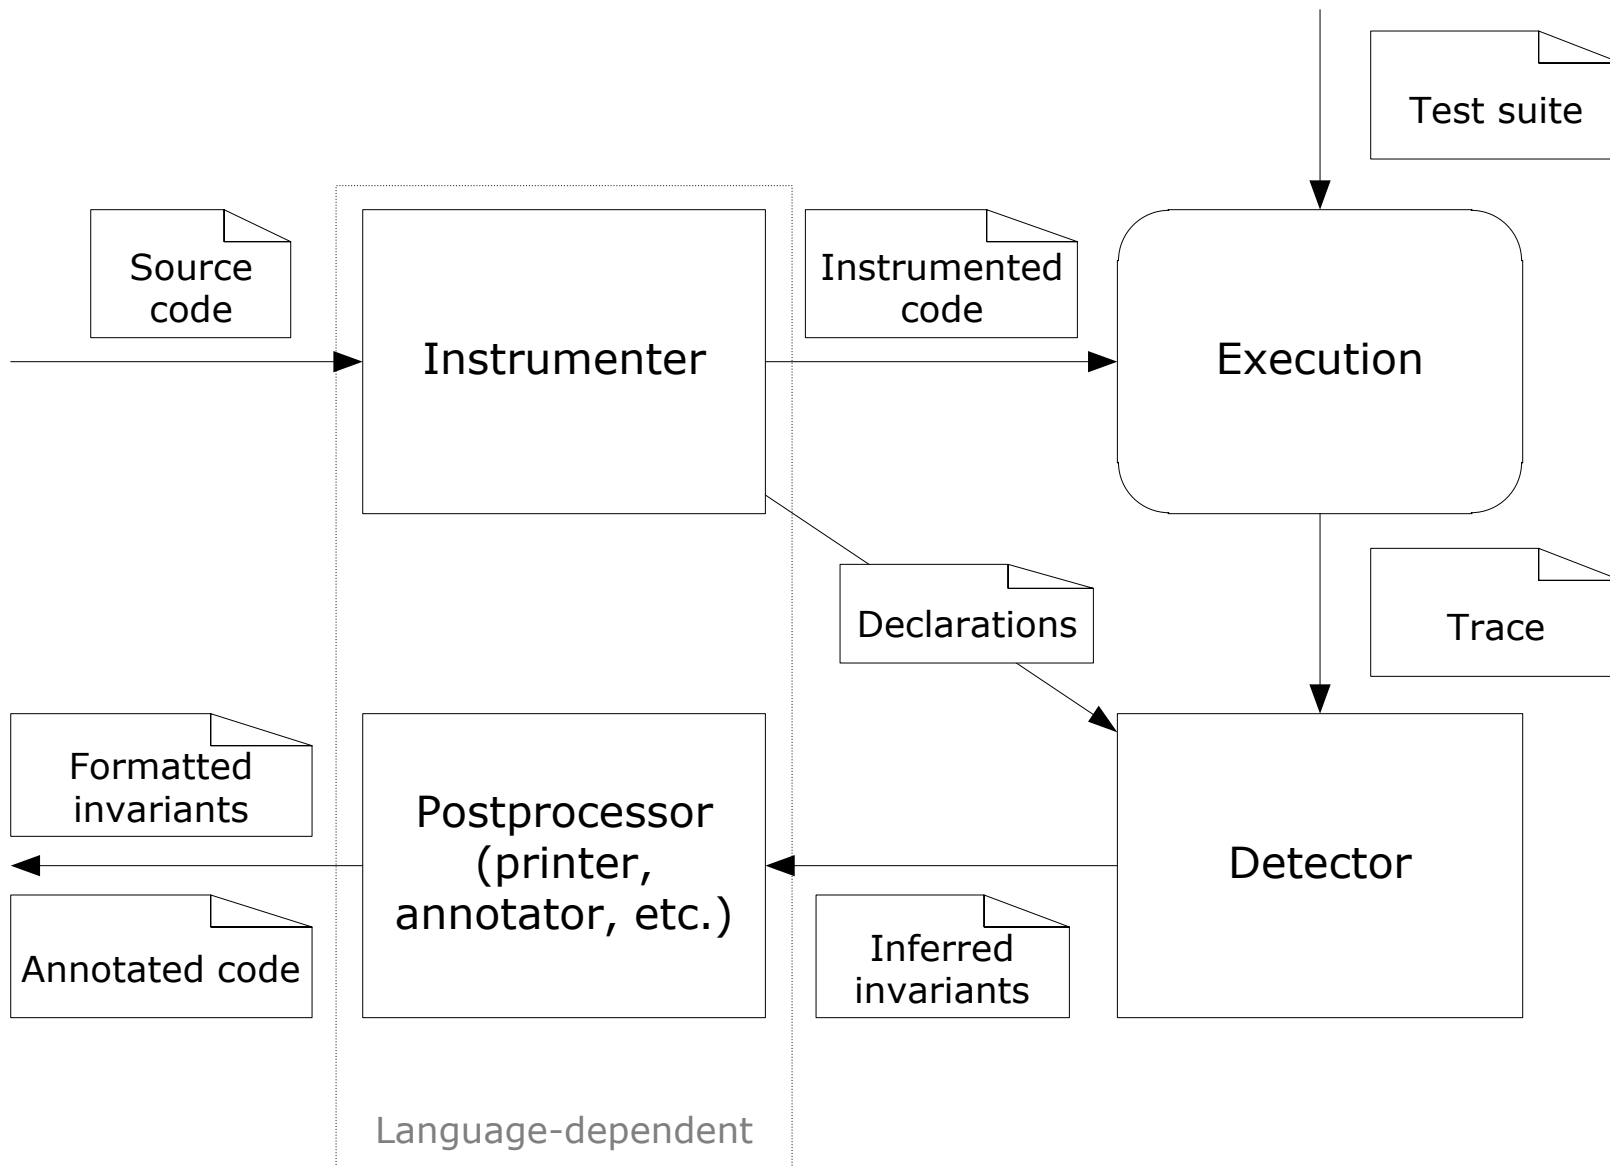 Test suite
Source
code
Instrumented
code
Instrumenter
Execution
Declarations
Trace
Formatted
invariants
Postprocessor
(printer,
annotator, etc.)
Detector
Annotated code
Inferred
invariants
Language-dependent